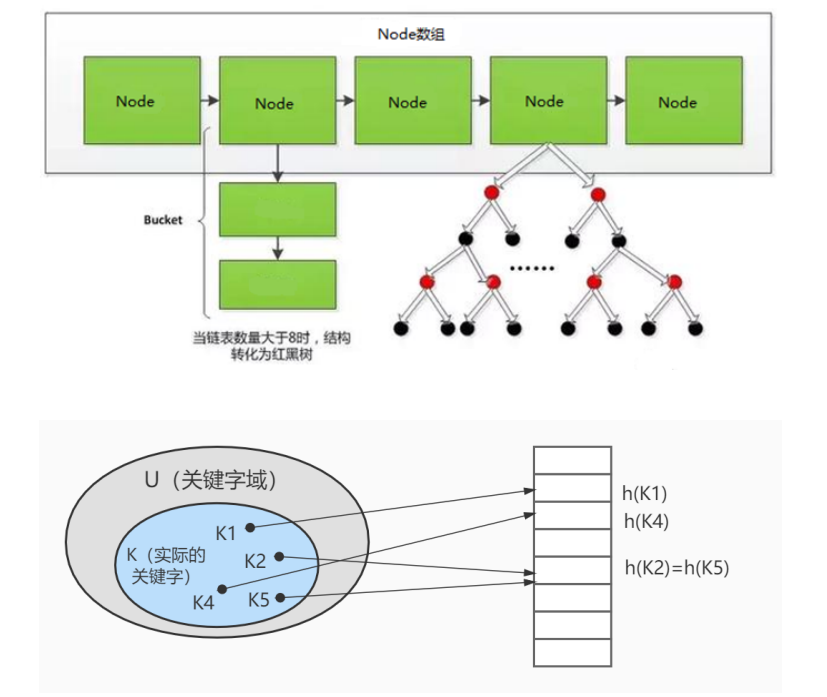 Node数组
Node
Node
Node
Node
Node
Bucket
......
当链表数量大于8时，结构
转化为红黑树
U（关键字域）
K1
K（实际的
关键字）
K2
K4
K5
h(K1)
h(K4)
h(K2)=h(K5)